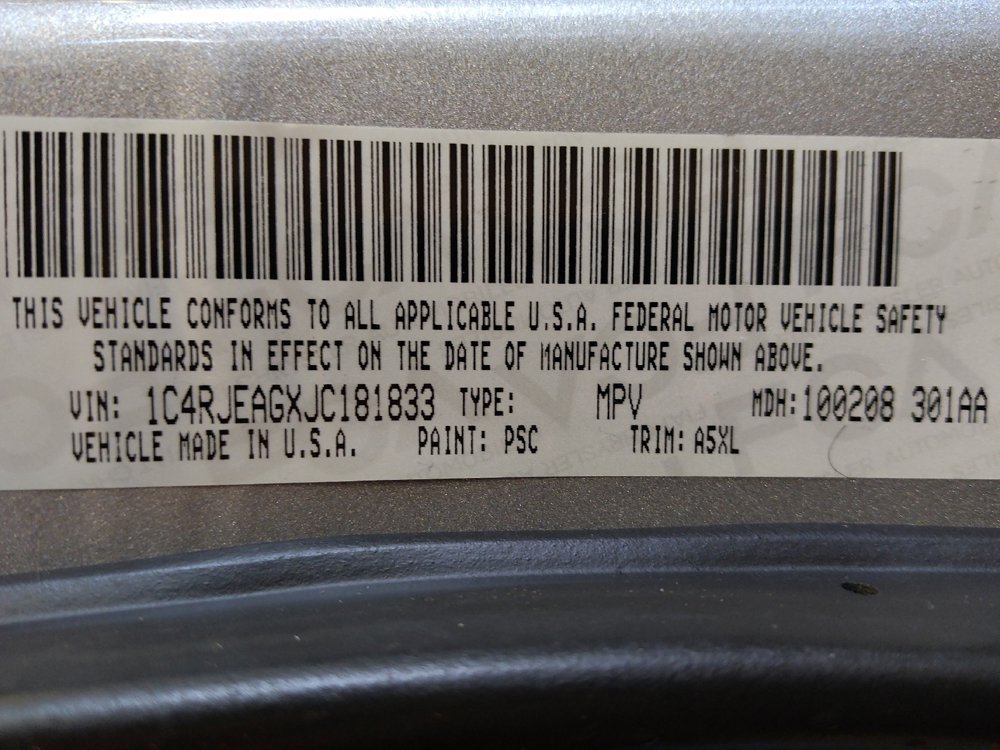 THIS VEHICLE CONFORMS TO ALL APPLICABLE U.S.A. FEDERAL MOTOR VEHICLE SAFETY
STANDARDS IN EFFECT ON THE DATE OF MANUFACTURE SHOWN ABOVE.
VIN: 1C4RJEAGXJC181833 TYPE: MPV MDH:100208 301AA
VEHICLE MADE IN U.S.A. PAINT: PSC TRIM: A5XL